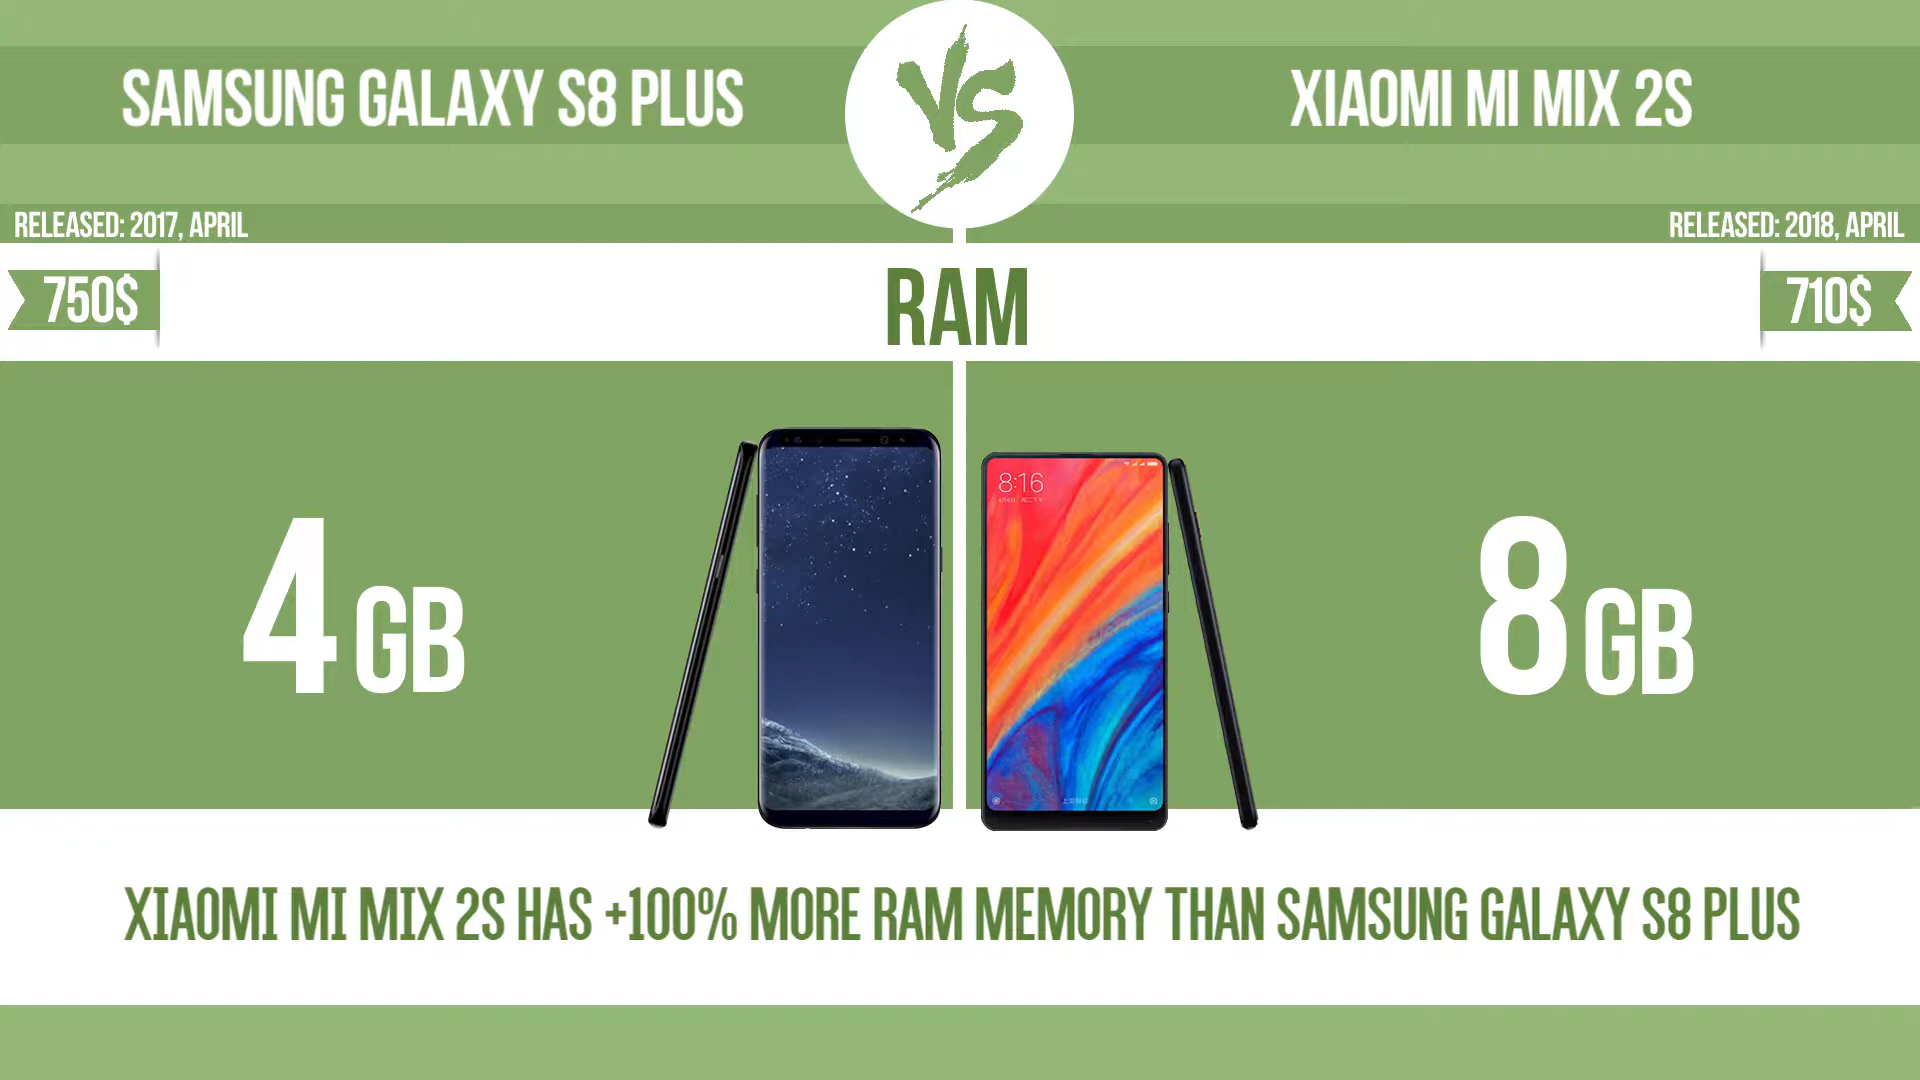 SAMSUNG GALAXY S8 PLUS
VS
XIAOMI MI MIX 2S
RELEASED: 2017, APRIL
RELEASED: 2018, APRIL
750$
RAM
710$
8:16
4 GB
8 GB
XIAOMI MI MIX 2S HAS +100% MORE RAM MEMORY THAN SAMSUNG GALAXY S8 PLUS